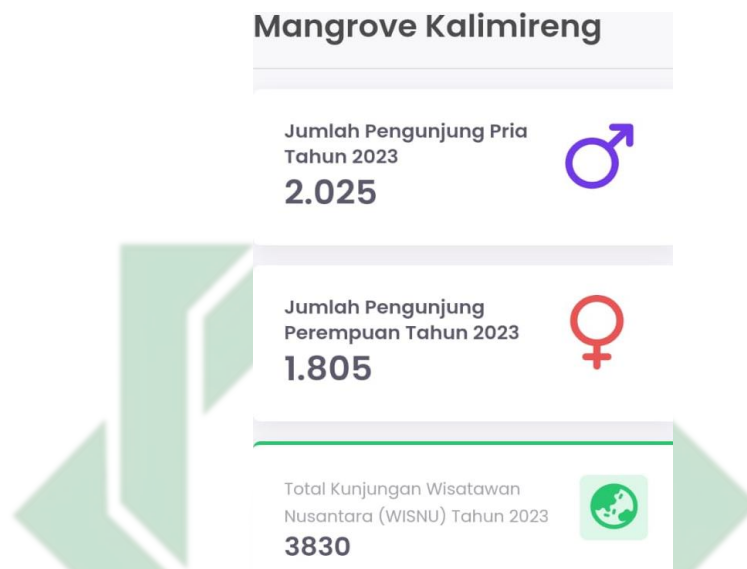 Mangrove Kalimireng
Jumlah Pengunjung Pria
Tahun 2023
2.025
Jumlah Pengunjung
Perempuan Tahun 2023
1.805
Total Kunjungan Wisatawan
Nusantara (WISNU) Tahun 2023
3830